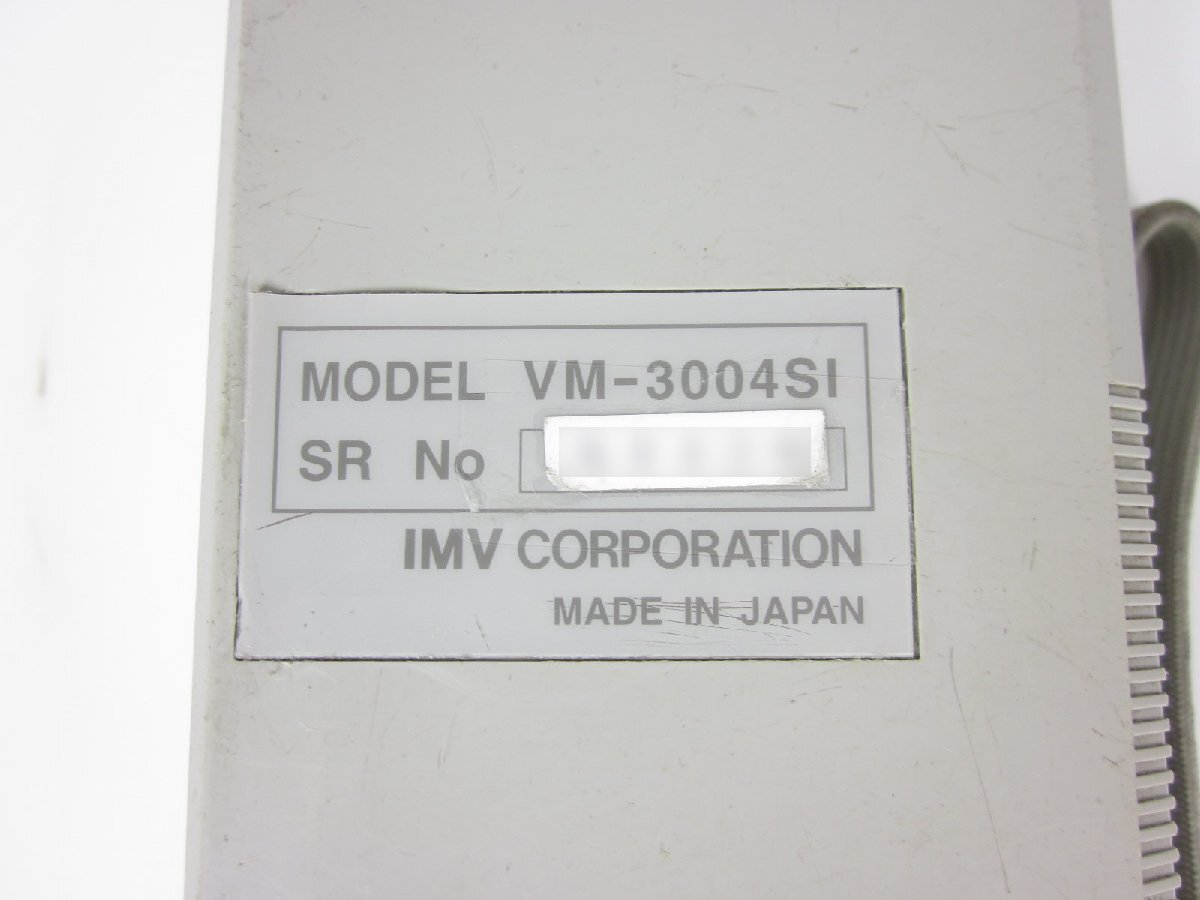 MODEL VM-3004SI
SR No
IMV CORPORATION
MADE IN JAPAN